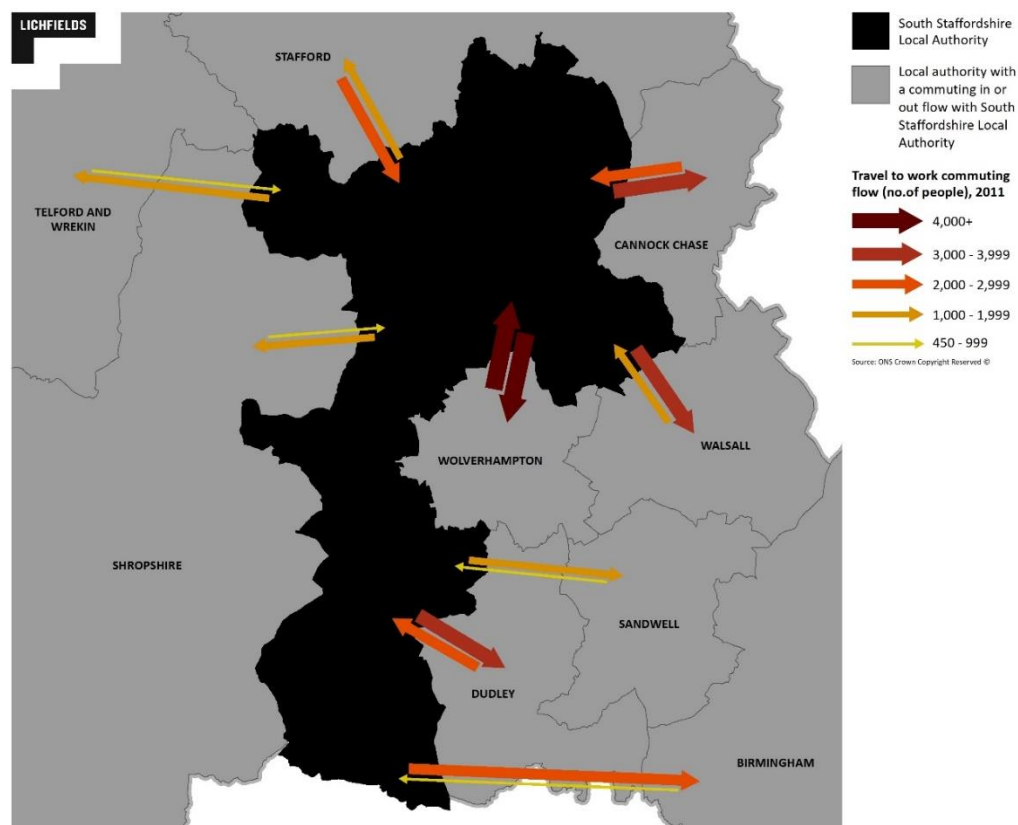 LICHFIELDS
STAFFORD
TELFORD AND
WREKIN
CANNOCK CHASE
WOLVERHAMPTON
WALSALL
SHROPSHIRE
SANDWELL
DUDLEY
BIRMINGHAM
South Staffordshire
Local Authority
Local authority with
a commuting in or
out flow with South
Staffordshire Local
Authority
Travel to work commuting
flow (no.of people), 2011
4,000+
3,000 - 3,999
2,000 - 2,999
1,000 - 1,999
450 - 999
Source: ONS Crown Copyright Reserved ©